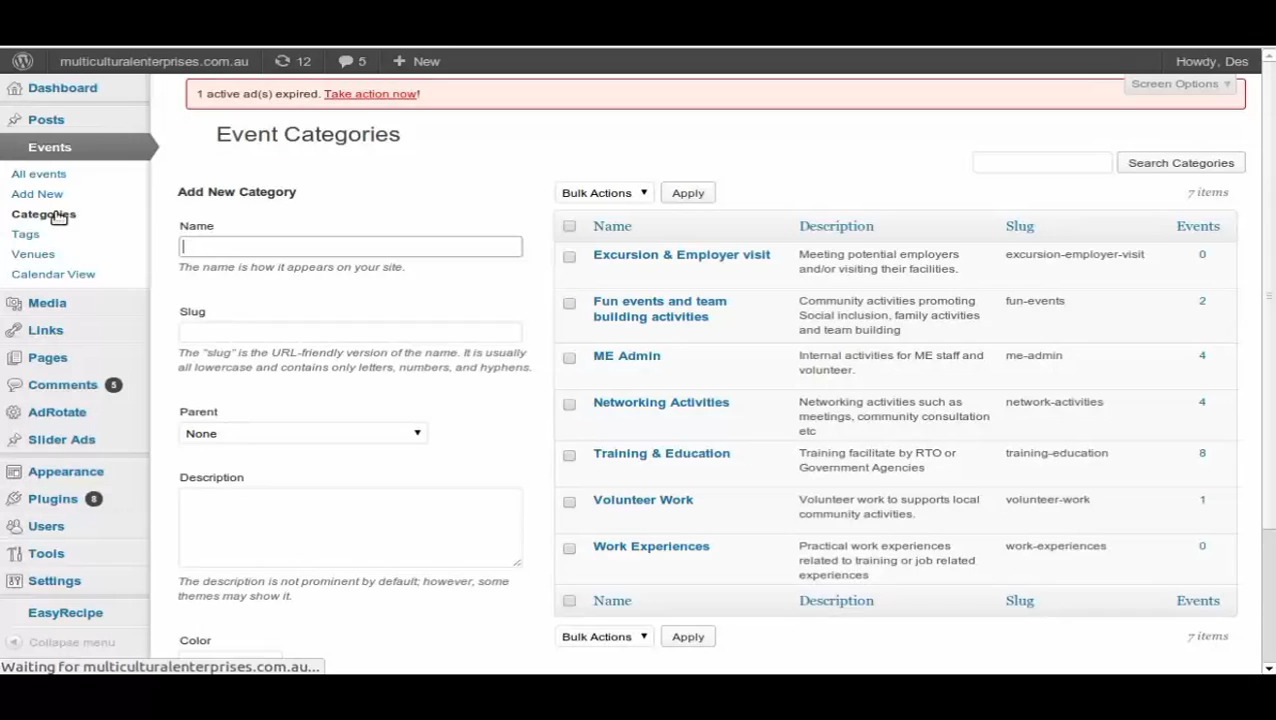 multiculturalenterprises.com.au 12 5 + New Howdy, Des
Dashboard
Posts
Events
All events
Add New
Categories
Tags
Venues
Calendar View
Media
Links
Pages
Comments 5
AdRotate
Slider Ads
Appearance
Plugins 8
Users
Tools
Settings
EasyRecipe
Collapse menu
Waiting for multiculturalenterprises.com.au...
1 active ad(s) expired. Take action now!
Screen Options
Event Categories
Search Categories
Add New Category
Name
The name is how it appears on your site.
Slug
The "slug" is the URL-friendly version of the name. It is usually
all lowercase and contains only letters, numbers, and hyphens.
Parent
None
Description
The description is not prominent by default; however, some
themes may show it.
Color
Bulk Actions Apply 7 items
Name Description Slug Events
Excursion & Employer visit Meeting potential employers excursion-employer-visit 0
and/or visiting their facilities.
Fun events and team Community activities promoting fun-events 2
building activities Social inclusion, family activities
and team building
ME Admin Internal activities for ME staff and me-admin 4
volunteer.
Networking Activities Networking activities such as network-activities 4
meetings, community consultation
etc
Training & Education Training facilitate by RTO or training-education 8
Government Agencies
Volunteer Work Volunteer work to supports local volunteer-work 1
community activities.
Work Experiences Practical work experiences work-experiences 0
related to training or job related
experiences
Name Description Slug Events
Bulk Actions Apply 7 items